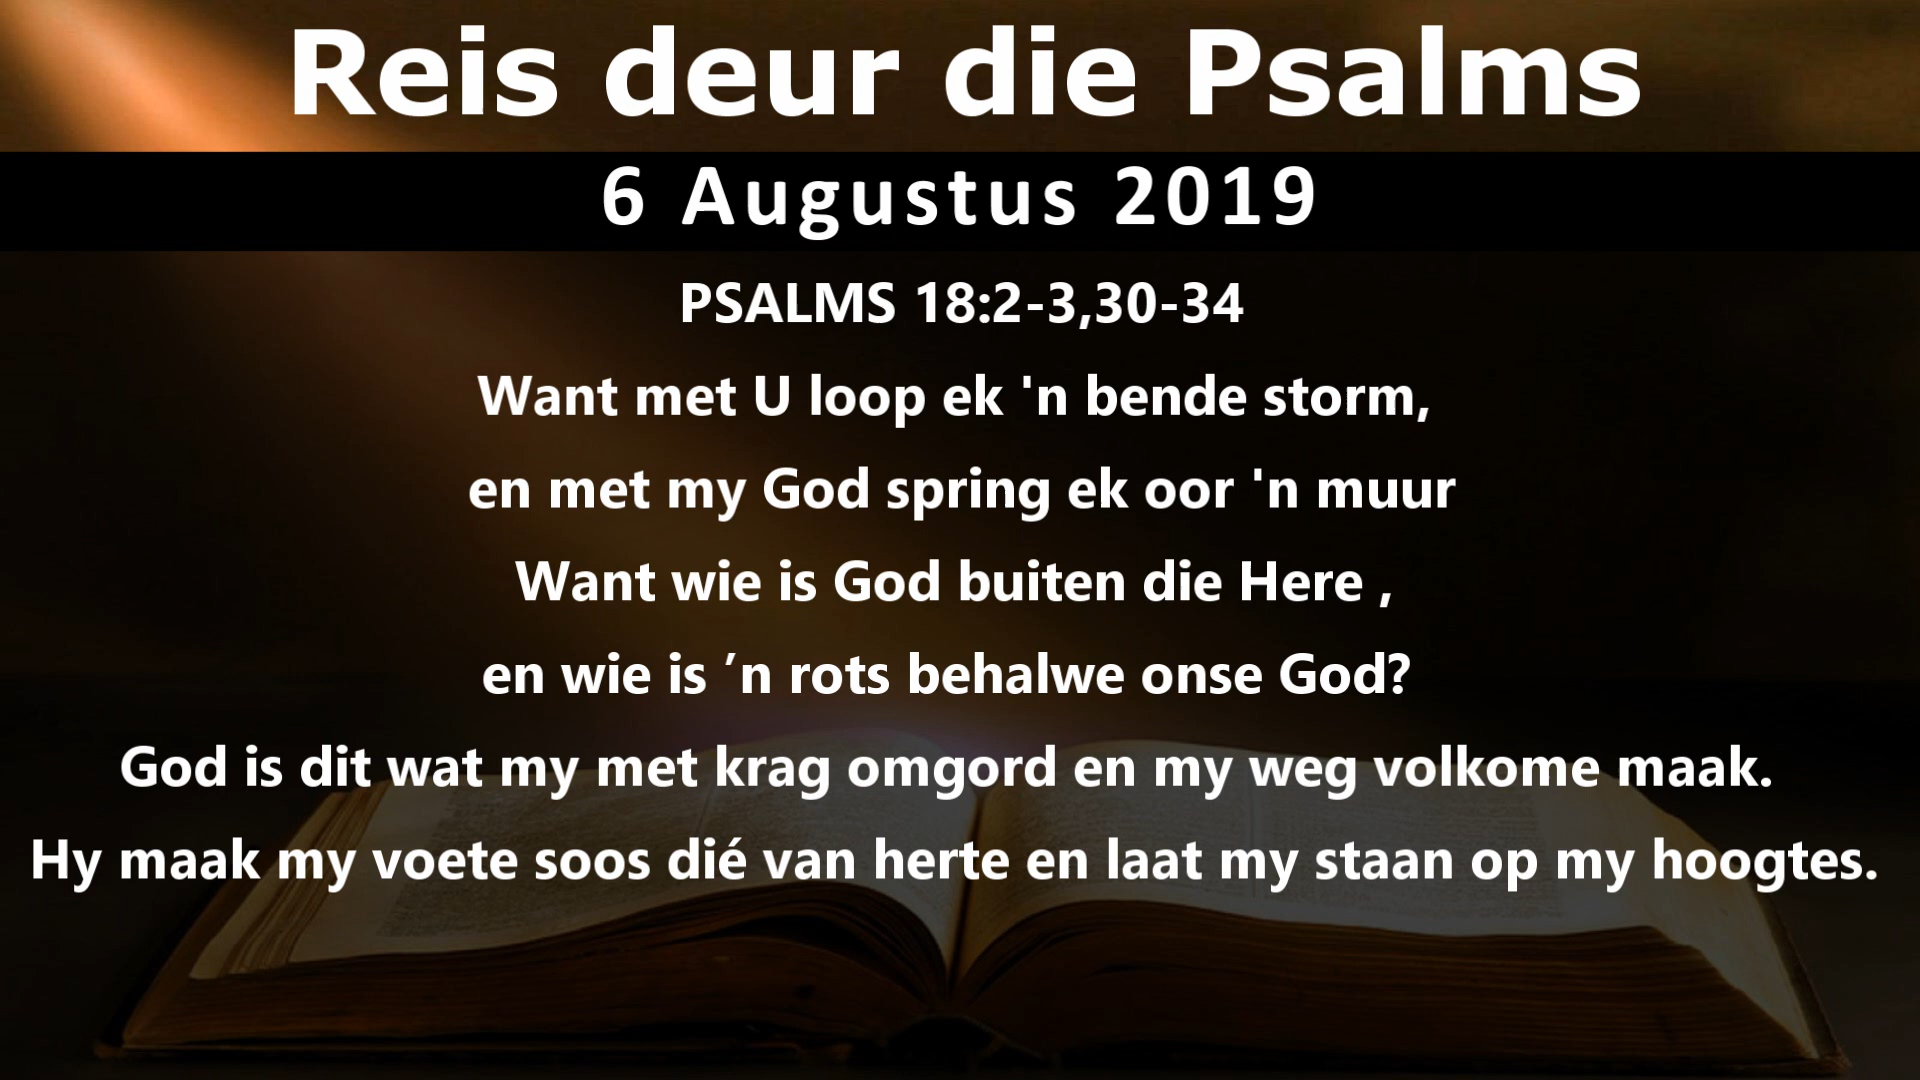 Reis deur die Psalms
6 Augustus 2019
PSALMS 18:2-3,30-34
Want met U loop ek 'n bende storm,
en met my God spring ek oor 'n muur
Want wie is God buiten die Here ,
en wie is ’n rots behalwe onse God?
God is dit wat my met krag omgord en my weg volkome maak.
Hy maak my voete soos dié van herte en laat my staan op my hoogtes.